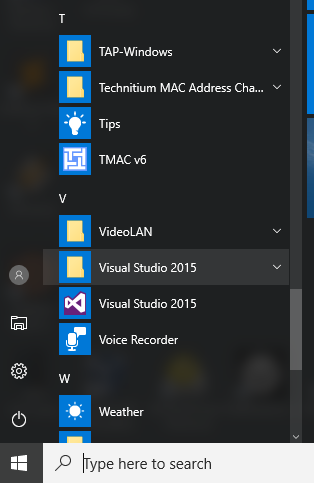 T
TAP-Windows
Technitium MAC Address Cha...
Tips
TMAC v6
V
VideoLAN
Visual Studio 2015
Visual Studio 2015
Voice Recorder
W
Weather
Type here to search